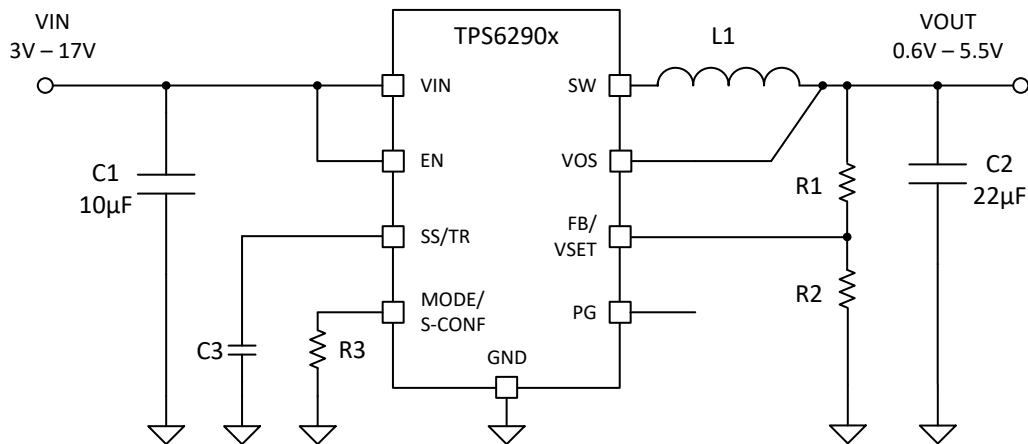 VIN
3V – 17V
TPS6290x
L1
VOUT
0.6V – 5.5V
VIN
SW
EN
VOS
C1
10µF
R1
C2
22µF
SS/TR
FB/
VSET
MODE/
S-CONF
R2
PG
C3
R3
GND